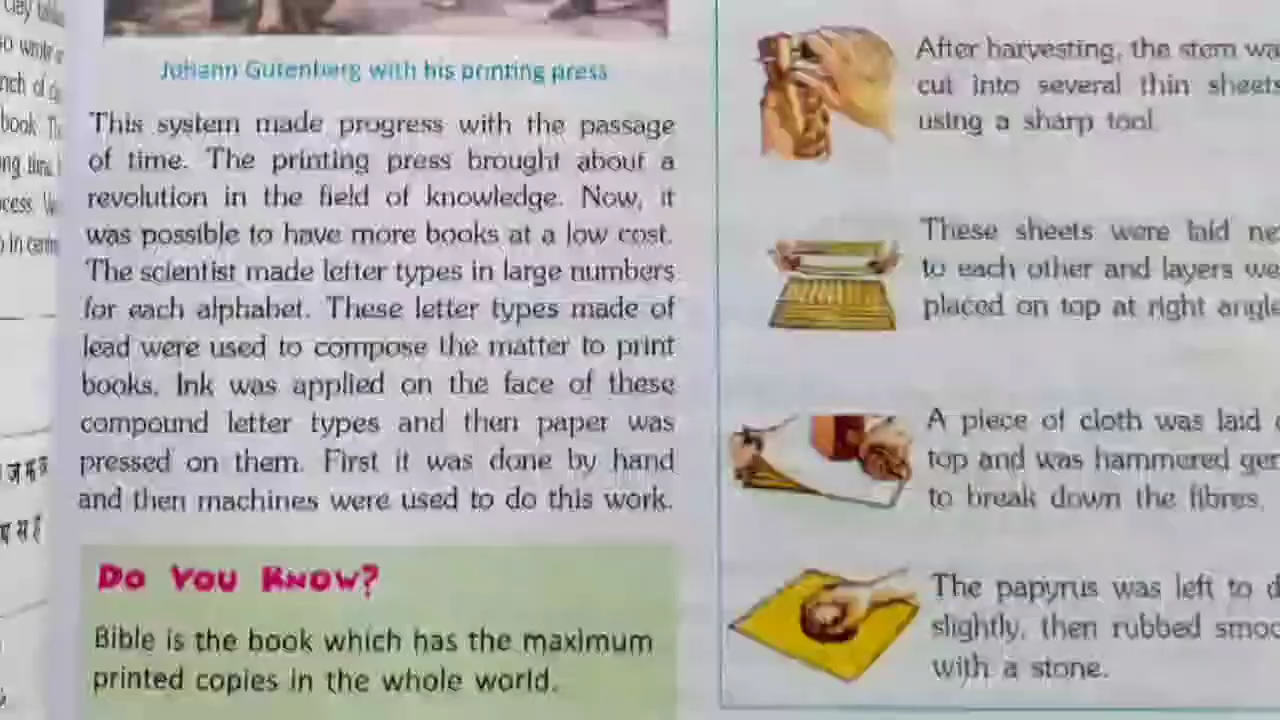 Johann Gutenberg with his printing press
This system made progress with the passage
of time. The printing press brought about a
revolution in the field of knowledge. Now, it
was possible to have more books at a low cost.
The scientist made letter types in large numbers
for each alphabet. These letter types made of
lead were used to compose the matter to print
books. Ink was applied on the face of these
compound letter types and then paper was
pressed on them. First it was done by hand
and then machines were used to do this work.
Do You Know?
Bible is the book which has the maximum
printed copies in the whole world.
After harvesting, the stem
cut into several thin sheets
using a sharp tool.
These sheets were laid
to each other and layers
placed on top at right
A piece of cloth was laid
top and was hammered
to break down the fibres.
The papyrus was left to
slightly, then rubbed
with a stone.